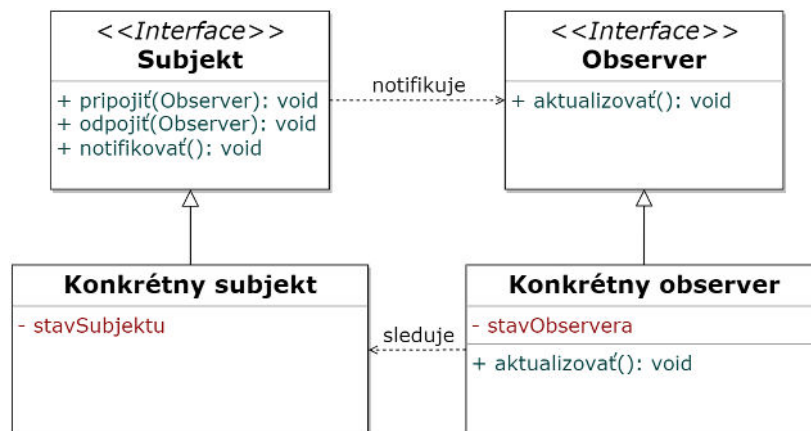 <<Interface>>
Subjekt
+ pripojiť(Observer): void
+ odpojiť(Observer): void
+ notifikovať(): void
notifikuje
<<Interface>>
Observer
+ aktualizovať(): void
Konkrétny subjekt
- stavSubjektu
sleduje
Konkrétny observer
- stavObservera
+ aktualizovať(): void